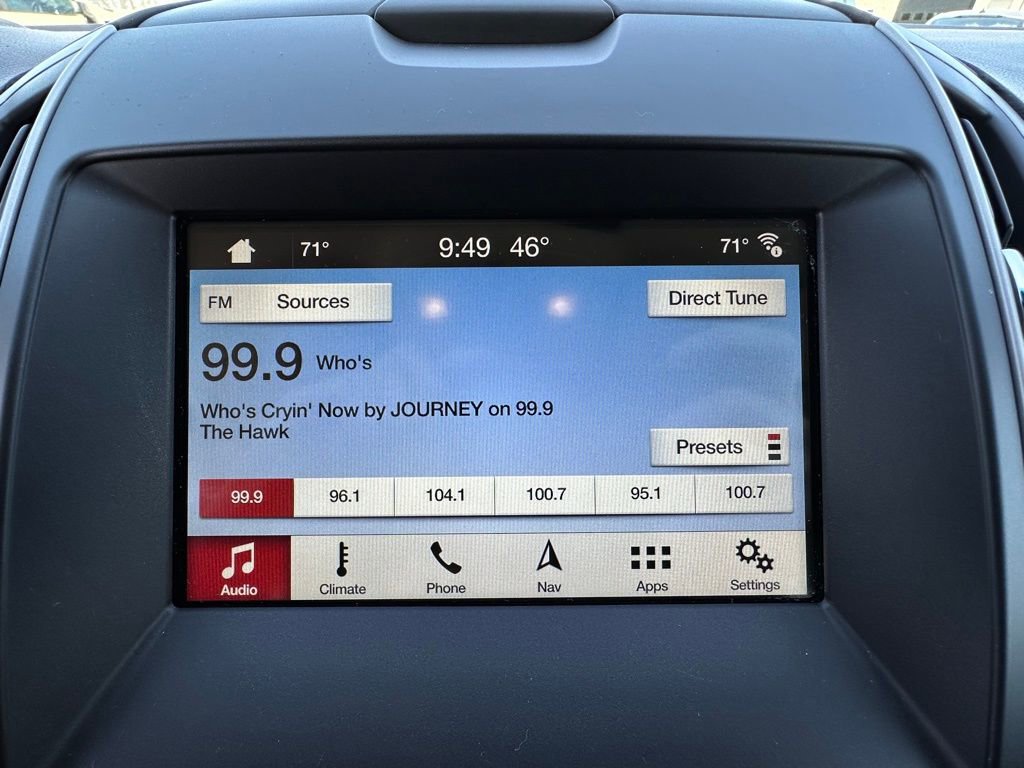 71° 9:49 46° 71°
FM Sources Direct Tune
99.9 Who's
Who's Cryin' Now by JOURNEY on 99.9
The Hawk
Presets
99.9 96.1 104.1 100.7 95.1 100.7
Audio Climate Phone Nav Apps Settings